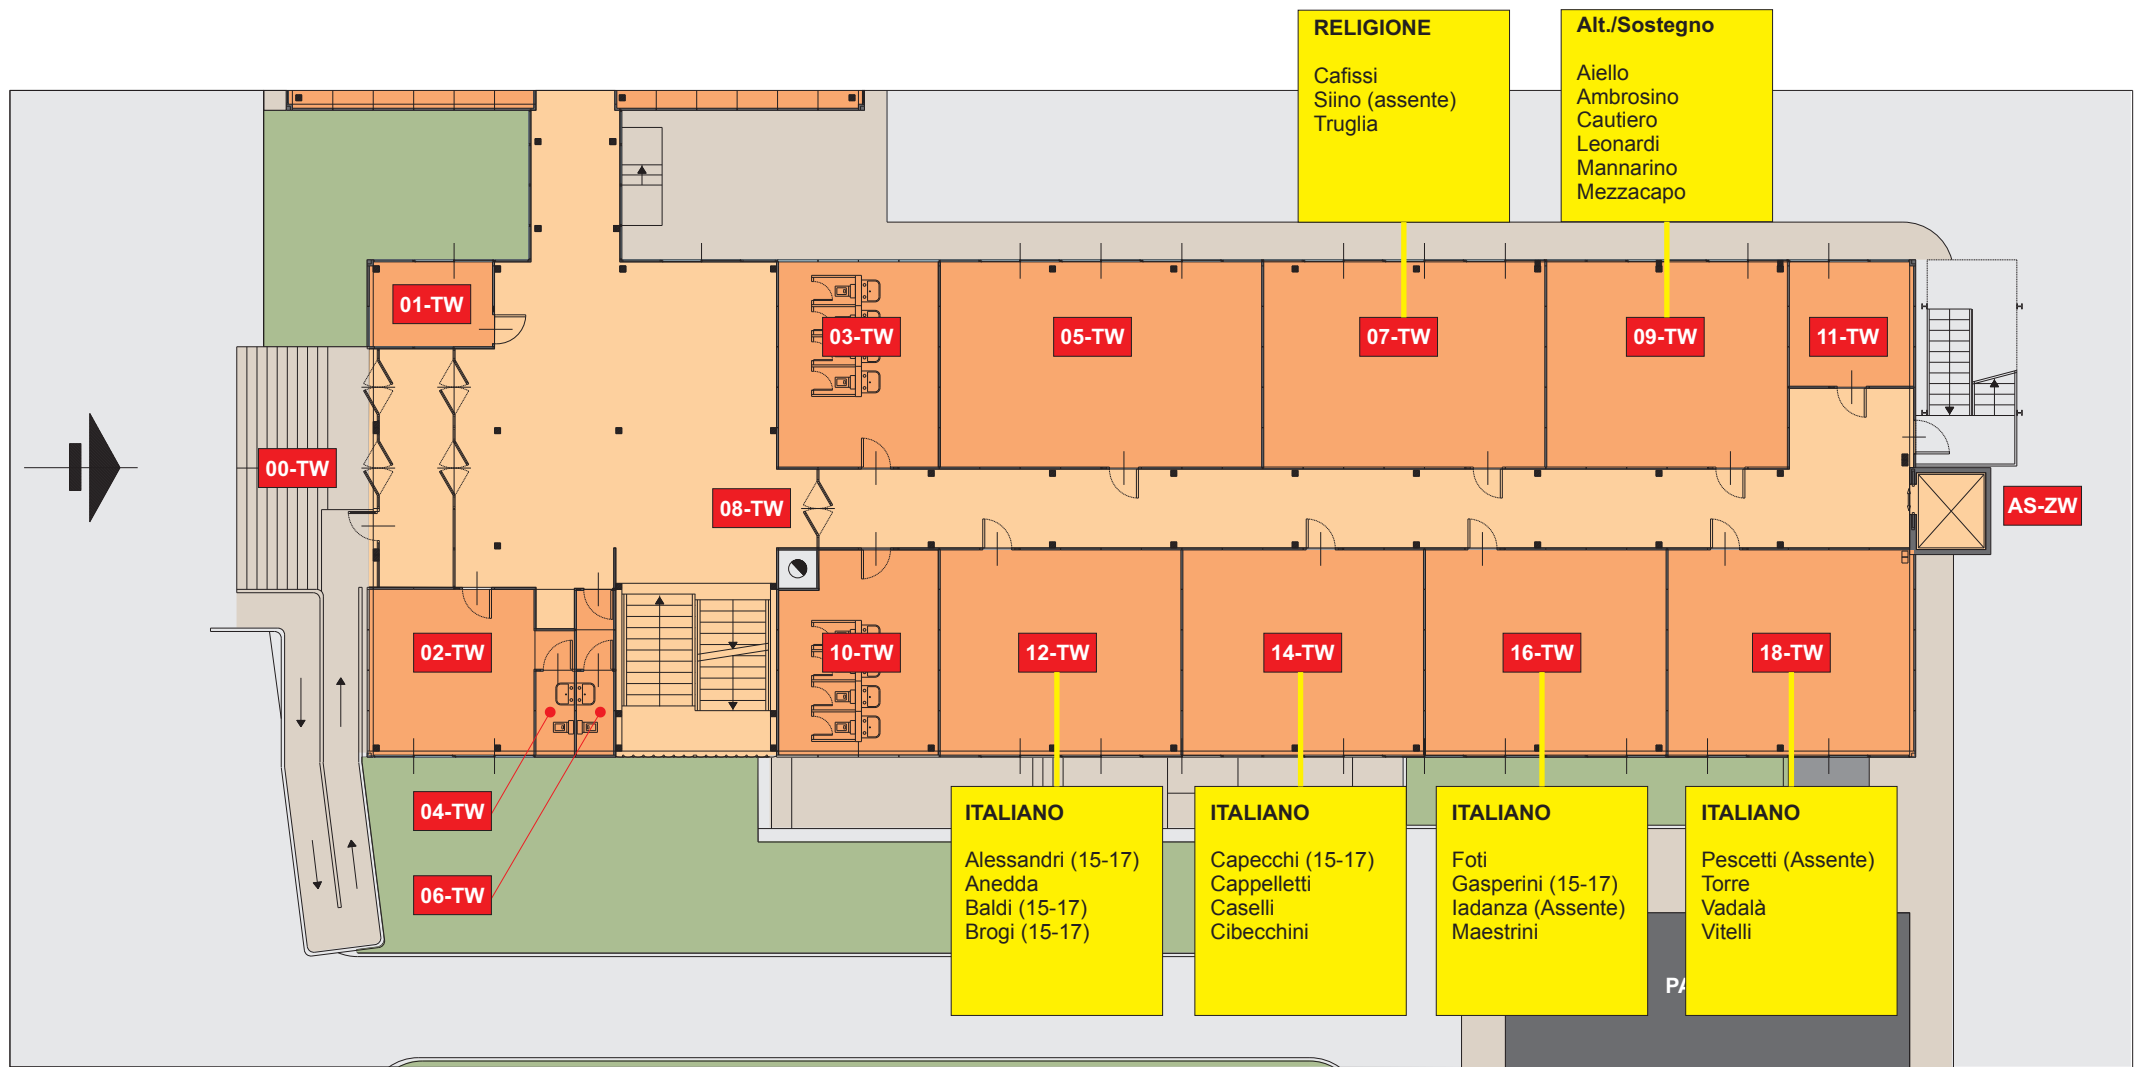 RELIGIONE
Cafissi
Siino (assente)
Truglia
Alt./Sostegno
Aiello
Ambrosino
Cautiero
Leonardi
Mannarino
Mezzacapo
01-TW
03-TW
05-TW
07-TW
09-TW
11-TW
00-TW
08-TW
AS-ZW
02-TW
10-TW
12-TW
14-TW
16-TW
18-TW
04-TW
06-TW
ITALIANO
Alessandri (15-17)
Anedda
Baldi (15-17)
Brogi (15-17)
ITALIANO
Capecchi (15-17)
Cappelletti
Caselli
Cibecchini
ITALIANO
Foti
Gasperini (15-17)
Iadanza (Assente)
Maestrini
ITALIANO
Pescetti (Assente)
Torre
Vadalà
Vitelli